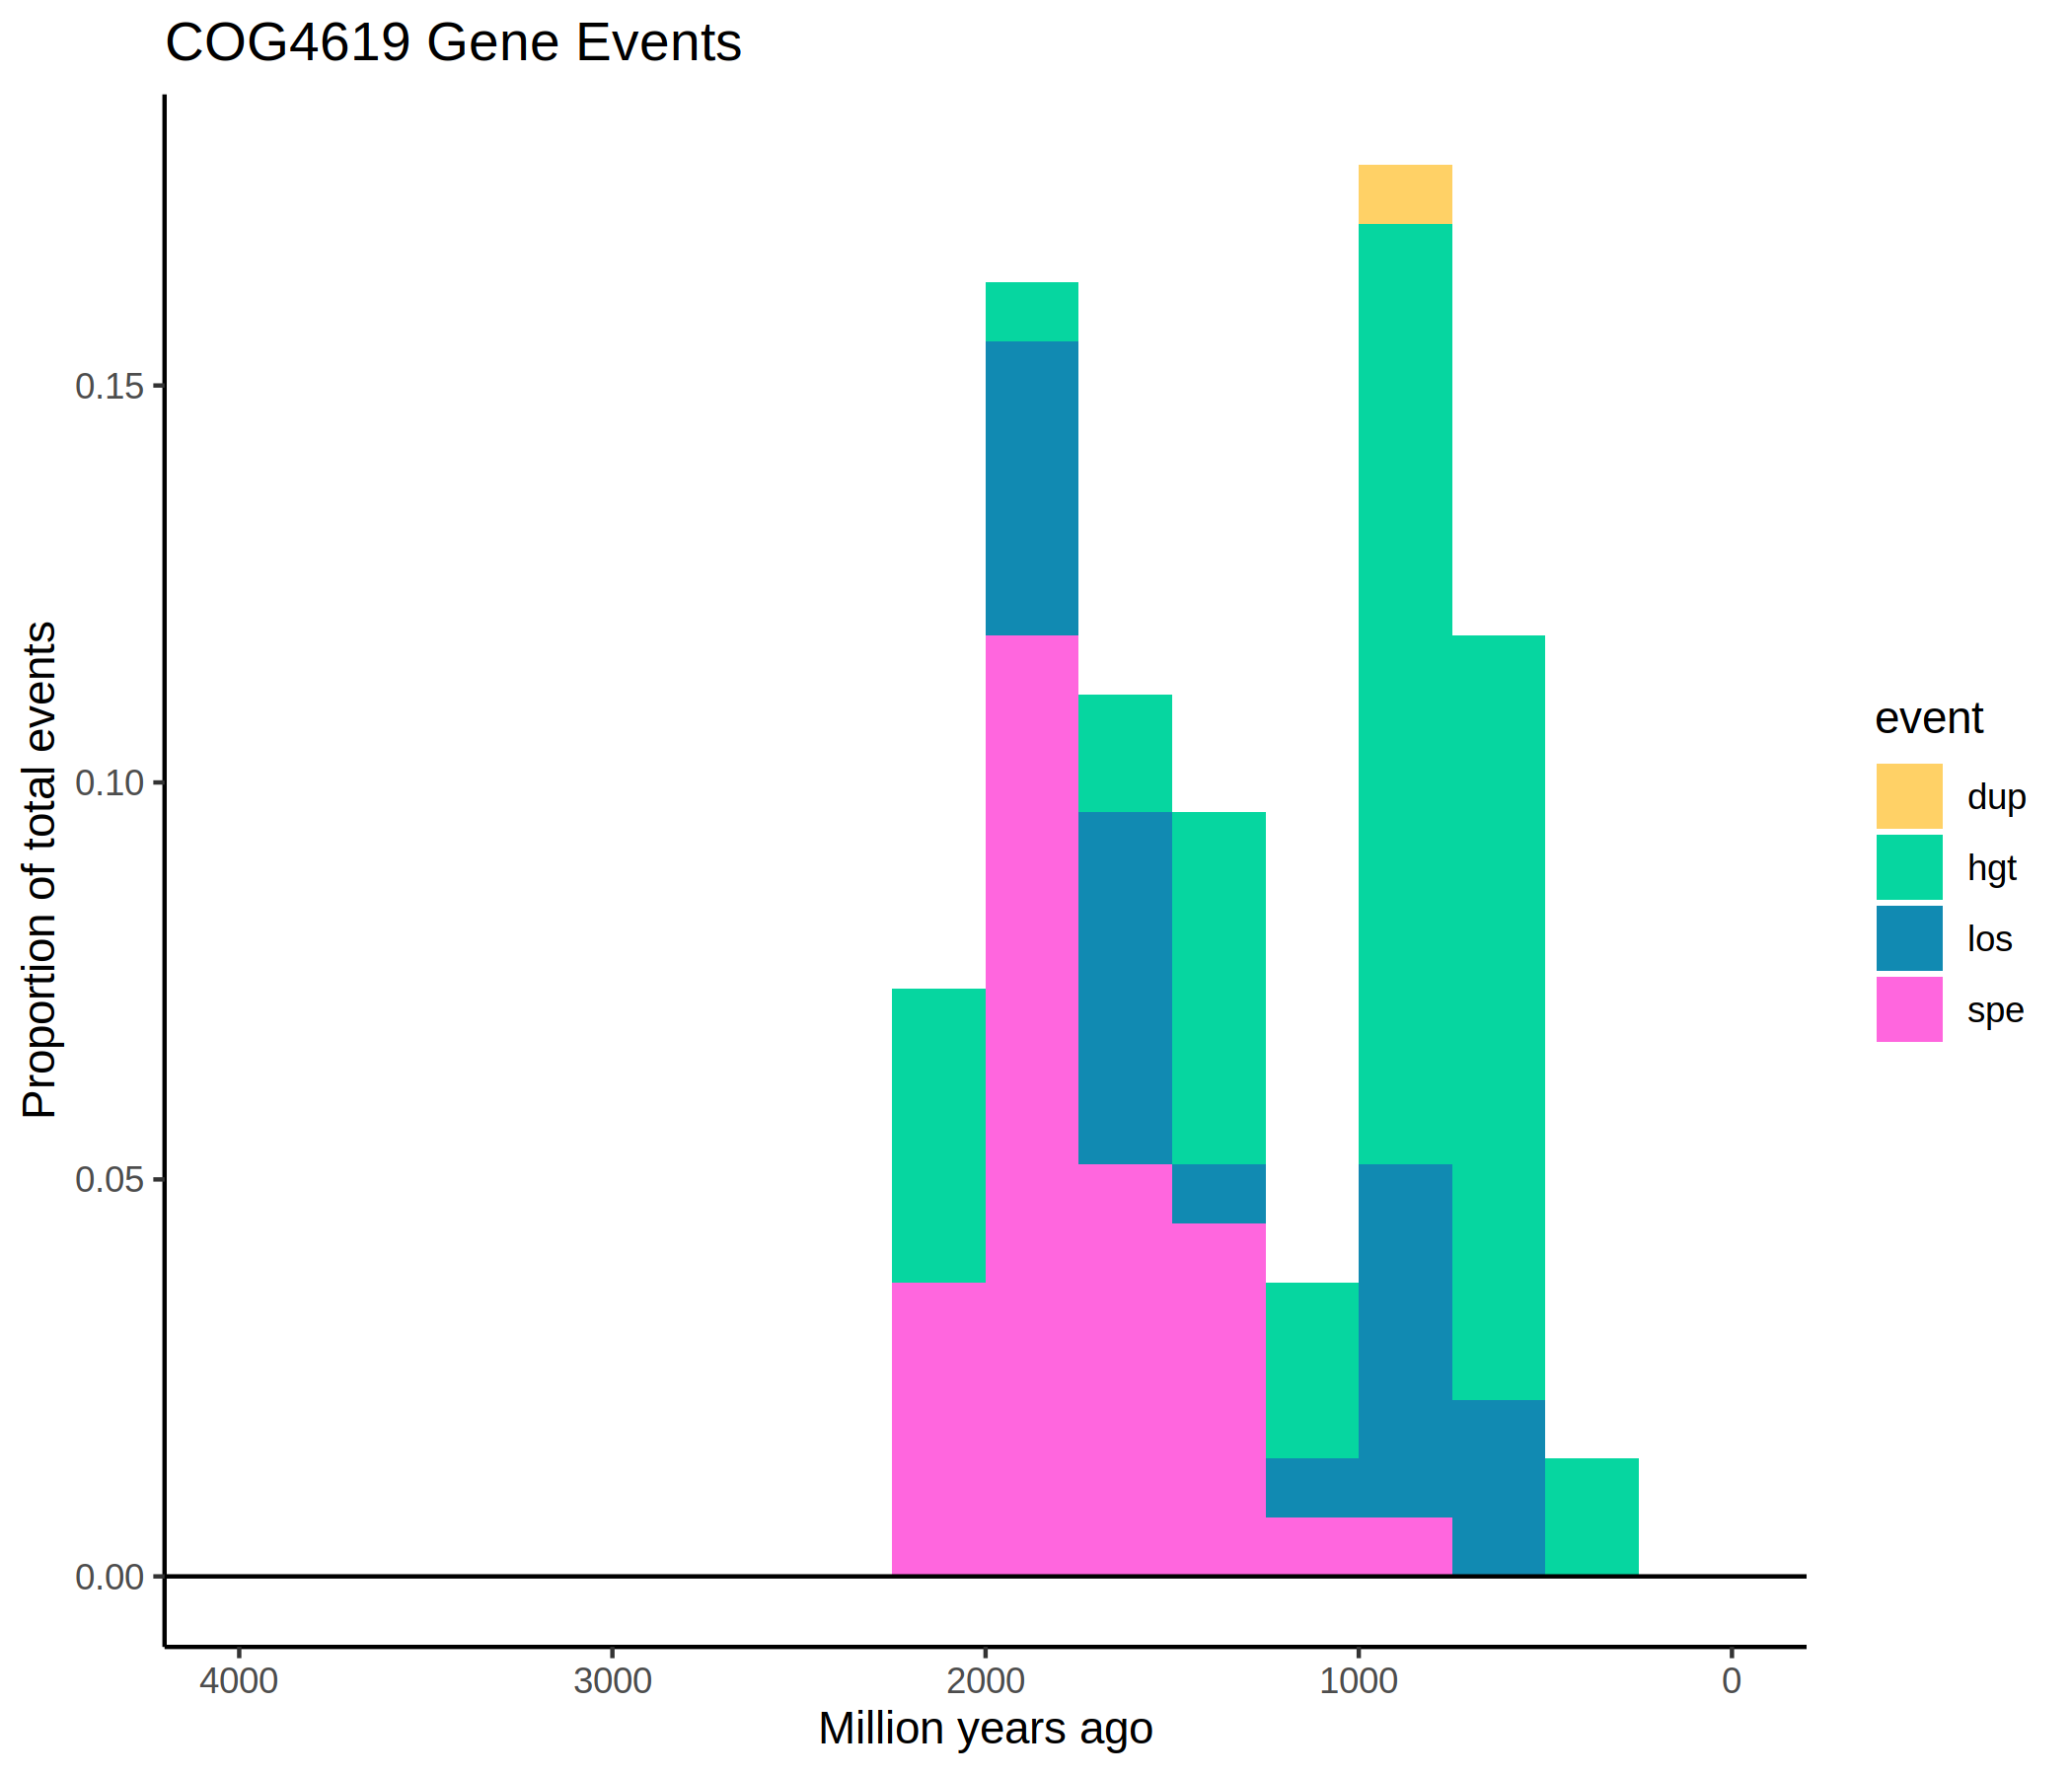 COG4619 Gene Events
Proportion of total events
0.15
0.10
0.05
0.00
4000 3000 2000 1000 0
Million years ago
event
dup
hgt
los
spe